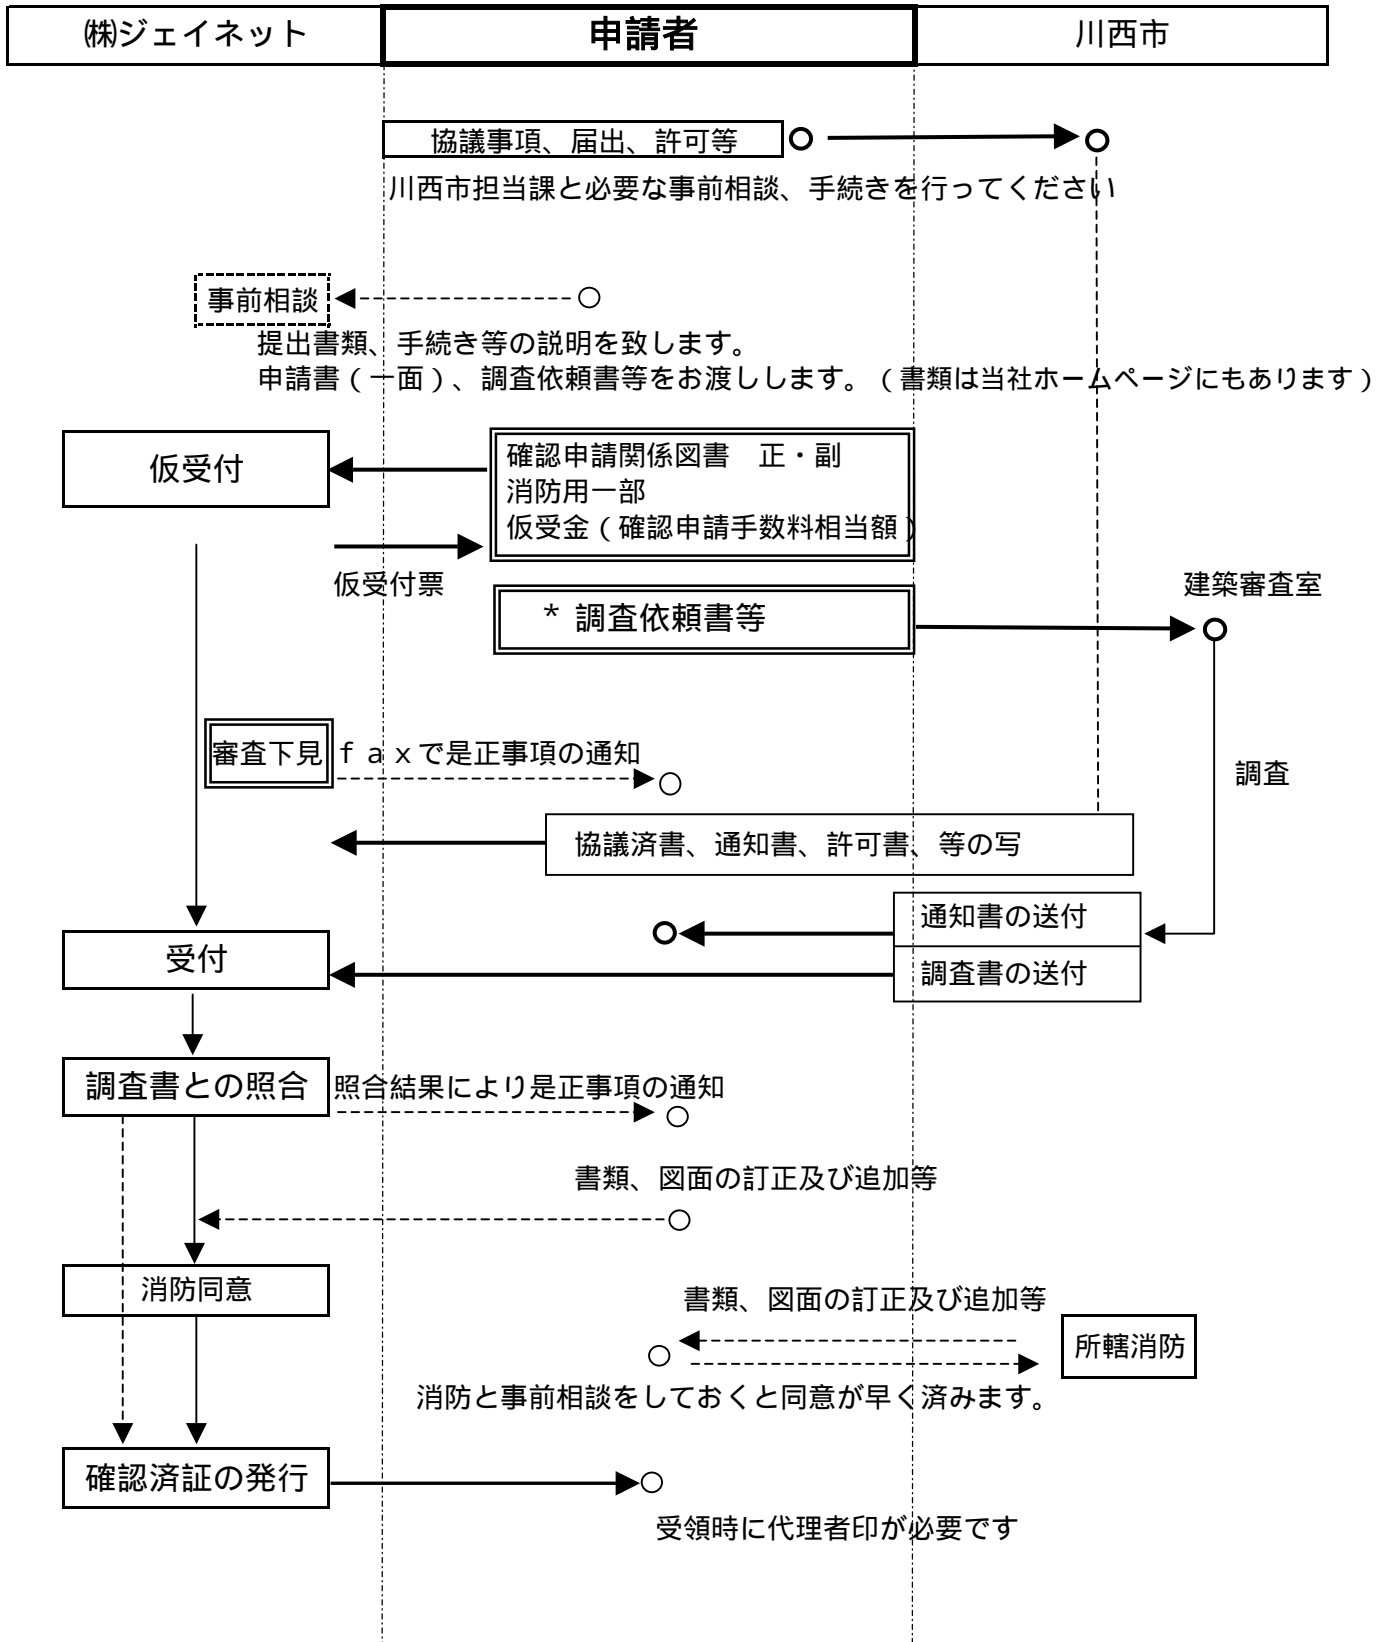 ㈱ジェイネット
申請者
川西市
協議事項、届出、許可等
川西市担当課と必要な事前相談、手続きを行ってください
事前相談
提出書類、手続き等の説明を致します。
申請書（一面）、調査依頼書等をお渡しします。（書類は当社ホームページにもあります）
仮受付
確認申請関係図書　正・副
消防用一部
仮受金（確認申請手数料相当額）
仮受付票
建築審査室
* 調査依頼書等
審査下見
ｆａｘで是正事項の通知
調査
協議済書、通知書、許可書、等の写
通知書の送付
受付
調査書の送付
調査書との照合
照合結果により是正事項の通知
書類、図面の訂正及び追加等
消防同意
書類、図面の訂正及び追加等
所轄消防
消防と事前相談をしておくと同意が早く済みます。
確認済証の発行
受領時に代理者印が必要です